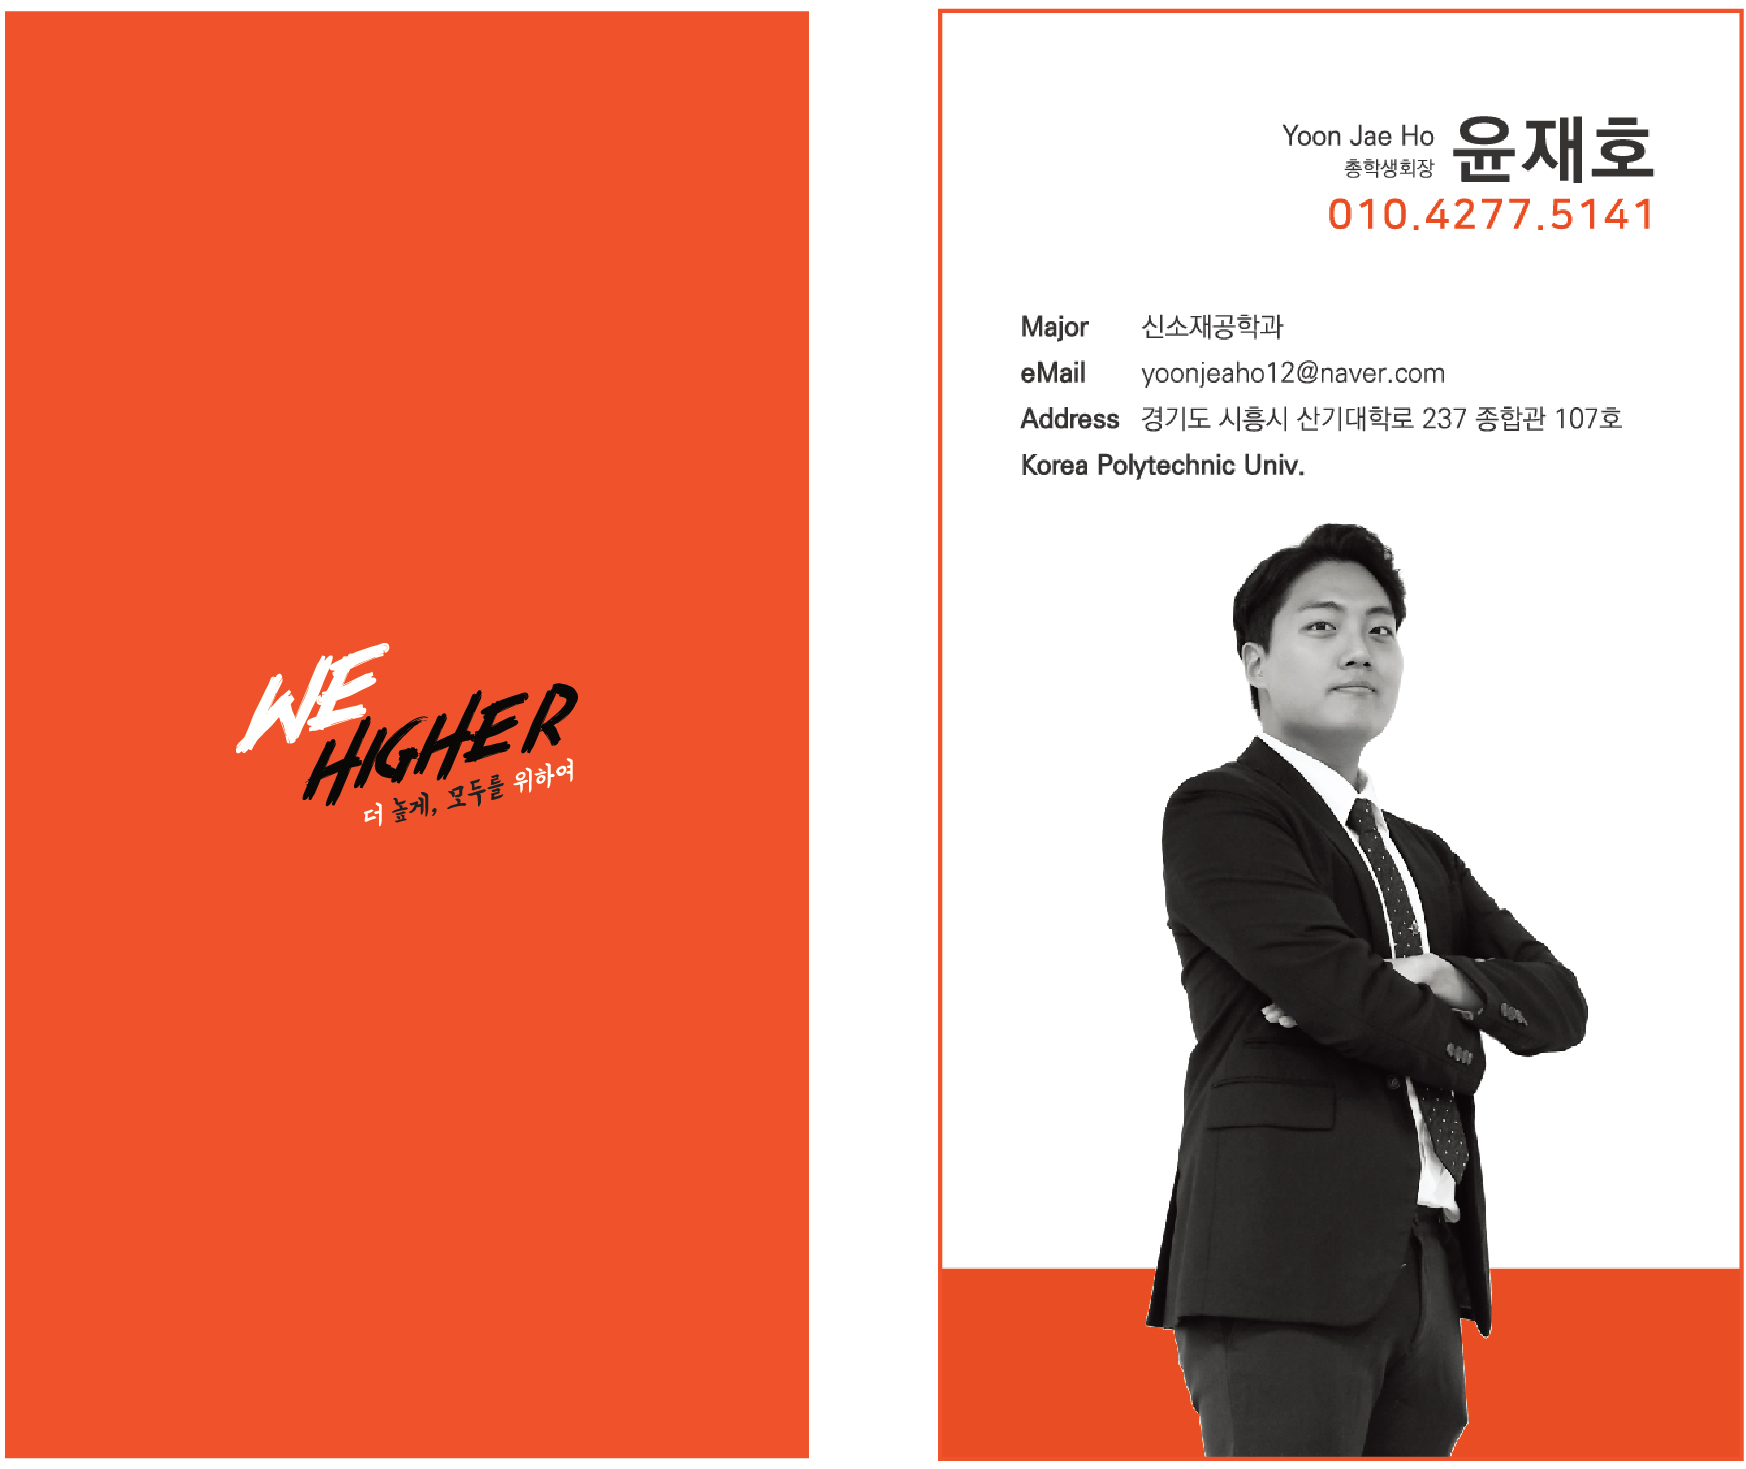 WE
HIGHER
더 높게, 모두를 위하여
Yoon Jae Ho
총학생회장
윤재호
010.4277.5141
Major 신소재공학과
eMail yoonjeaho12@naver.com
Address 경기도 시흥시 산기대학로 237 종합관 107호
Korea Polytechnic Univ.